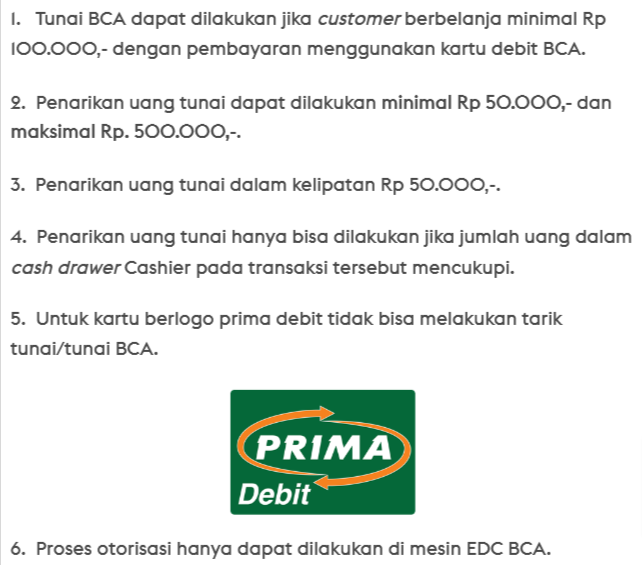 1. Tunai BCA dapat dilakukan jika customer berbelanja minimal Rp
100.000,- dengan pembayaran menggunakan kartu debit BCA.
2. Penarikan uang tunai dapat dilakukan minimal Rp 50.000,- dan
maksimal Rp. 500.000,-.
3. Penarikan uang tunai dalam kelipatan Rp 50.000,-.
4. Penarikan uang tunai hanya bisa dilakukan jika jumlah uang dalam
cash drawer Cashier pada transaksi tersebut mencukupi.
5. Untuk kartu berlogo prima debit tidak bisa melakukan tarik
tunai/tunai BCA.
PRIMA
Debit
6. Proses otorisasi hanya dapat dilakukan di mesin EDC BCA.